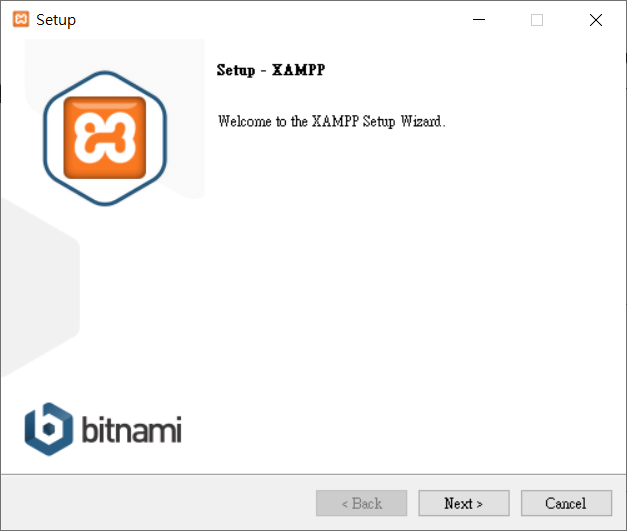 Setup
Setup - XAMPP
Welcome to the XAMPP Setup Wizard.
bitnami
< Back
Next >
Cancel